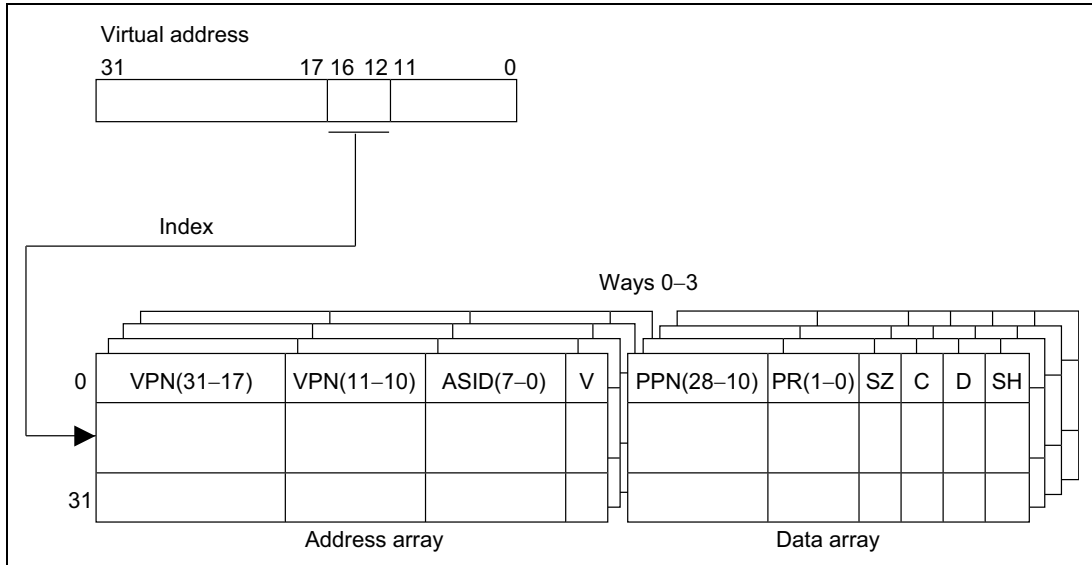 Virtual address
31 17 16 12 11 0
Index
Ways 0–3
0 VPN(31–17) VPN(11–10) ASID(7–0) V PPN(28–10) PR(1–0) SZ C D SH
31
Address array Data array